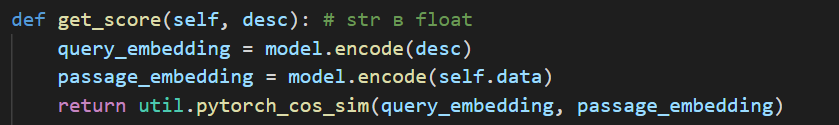 def get_score(self, desc): # str в float
query_embedding = model.encode(desc)
passage_embedding = model.encode(self.data)
return util.pytorch_cos_sim(query_embedding, passage_embedding)